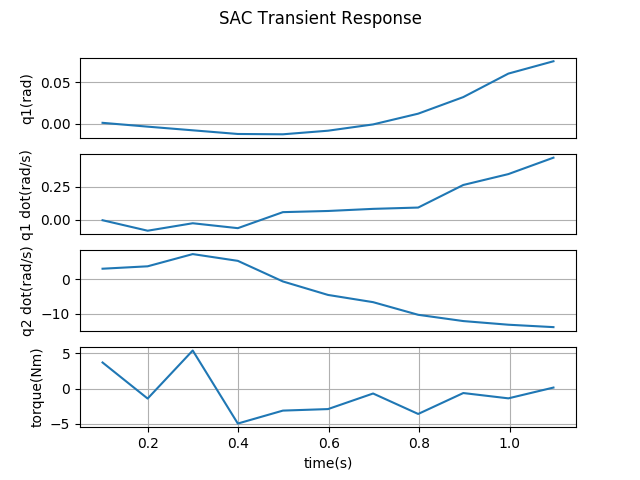 SAC Transient Response
q1(rad)
0.05
0.00
q1 dot(rad/s)
0.25
0.00
q2 dot(rad/s)
0
−10
torque(Nm)
5
0
−5
0.2 0.4 0.6 0.8 1.0
time(s)